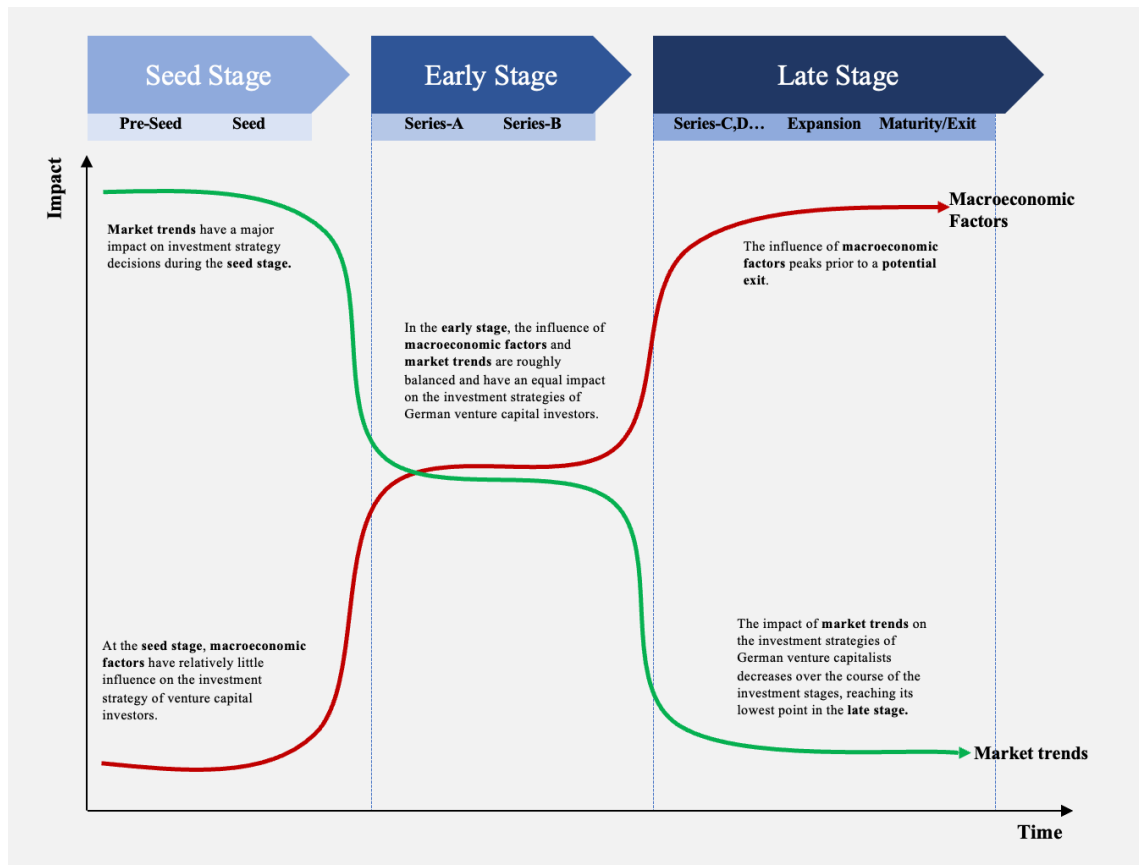 Seed Stage
Early Stage
Late Stage
Pre-Seed
Seed
Series-A
Series-B
Series-C,D...
Expansion
Maturity/Exit
Impact
Market trends have a major
impact on investment strategy
decisions during the seed stage.
Macroeconomic
Factors
The influence of macroeconomic
factors peaks prior to a potential
exit.
In the early stage, the influence of
macroeconomic factors and
market trends are roughly
balanced and have an equal impact
on the investment strategies of
German venture capital investors.
At the seed stage, macroeconomic
factors have relatively little
influence on the investment
strategy of venture capital
investors.
The impact of market trends on
the investment strategies of
German venture capitalists
decreases over the course of the
investment stages, reaching its
lowest point in the late stage.
Market trends
Time